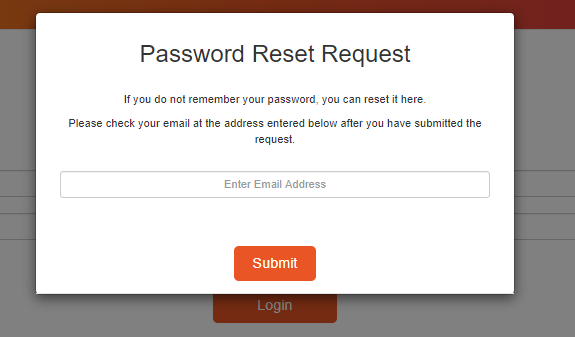 Password Reset Request
If you do not remember your password, you can reset it here.
Please check your email at the address entered below after you have submitted the
request.
Enter Email Address
Submit
Login